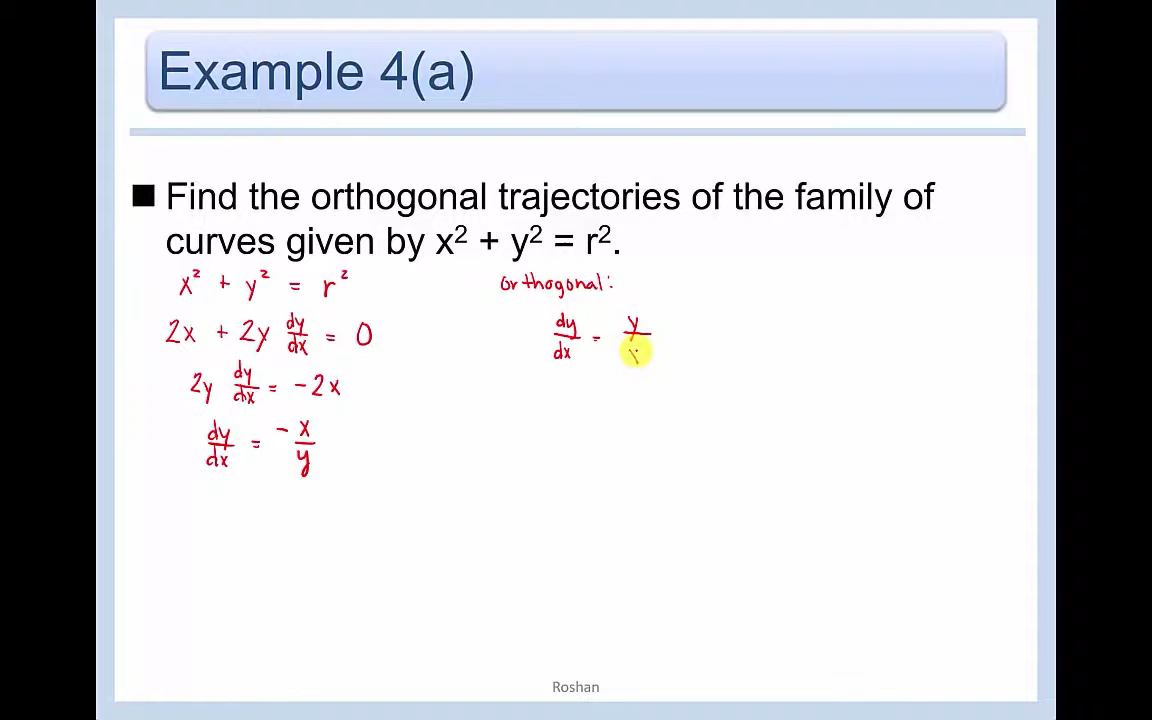 Example 4(a)
Find the orthogonal trajectories of the family of
curves given by x² + y² = r².
x² + y² = r²
2x + 2y dy/dx = 0
2y dy/dx = -2x
dy/dx = -x/y
Orthogonal:
dy/dx = y/x
Roshan